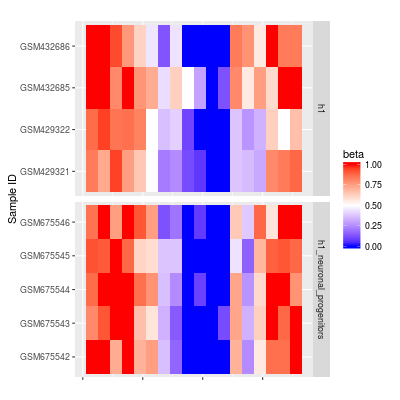 Sample ID
GSM432686
GSM432685
GSM429322
GSM429321
h1
GSM675546
GSM675545
GSM675544
GSM675543
GSM675542
h1_neuronal_progenitors
beta
1.00
0.75
0.50
0.25
0.00